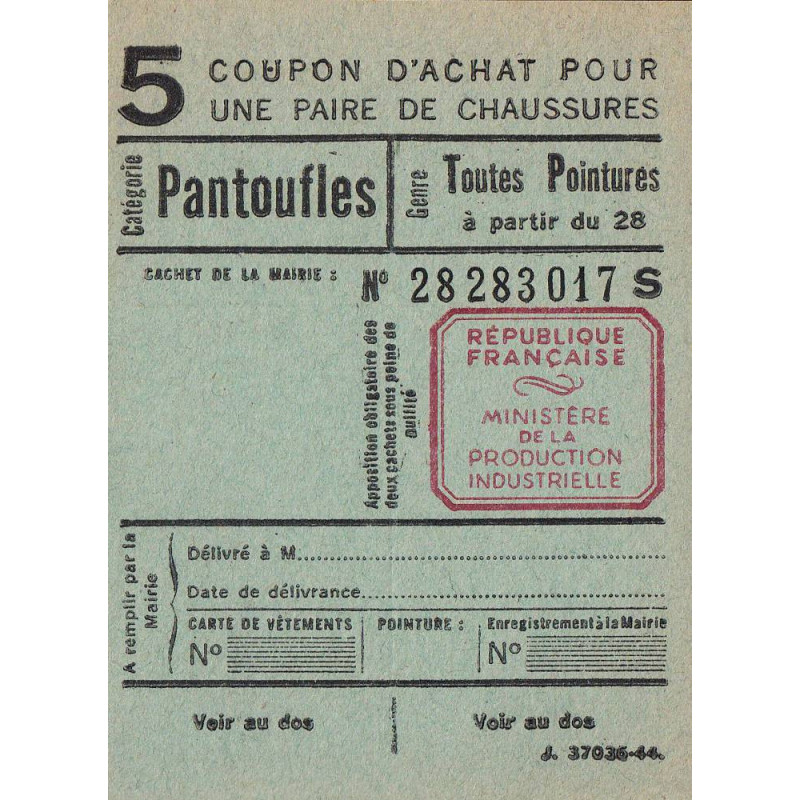 5 COUPON D'ACHAT POUR
UNE PAIRE DE CHAUSSURES
Catégorie
Pantoufles
Genre
Toutes Pointures
à partir du 28
CACHET DE LA MAIRIE :
Nº 28283017 S
Apposition obligatoire des
deux cachets sous peine de
nullité
RÉPUBLIQUE
FRANÇAISE
MINISTÈRE
DE LA
PRODUCTION
INDUSTRIELLE
A remplir par la
Mairie
Délivré à M
Date de délivrance
CARTE DE VÊTEMENTS
Nº
POINTURE :
Enregistrement à la Mairie
Nº
Voir au dos
Voir au dos
J. 37036-44.